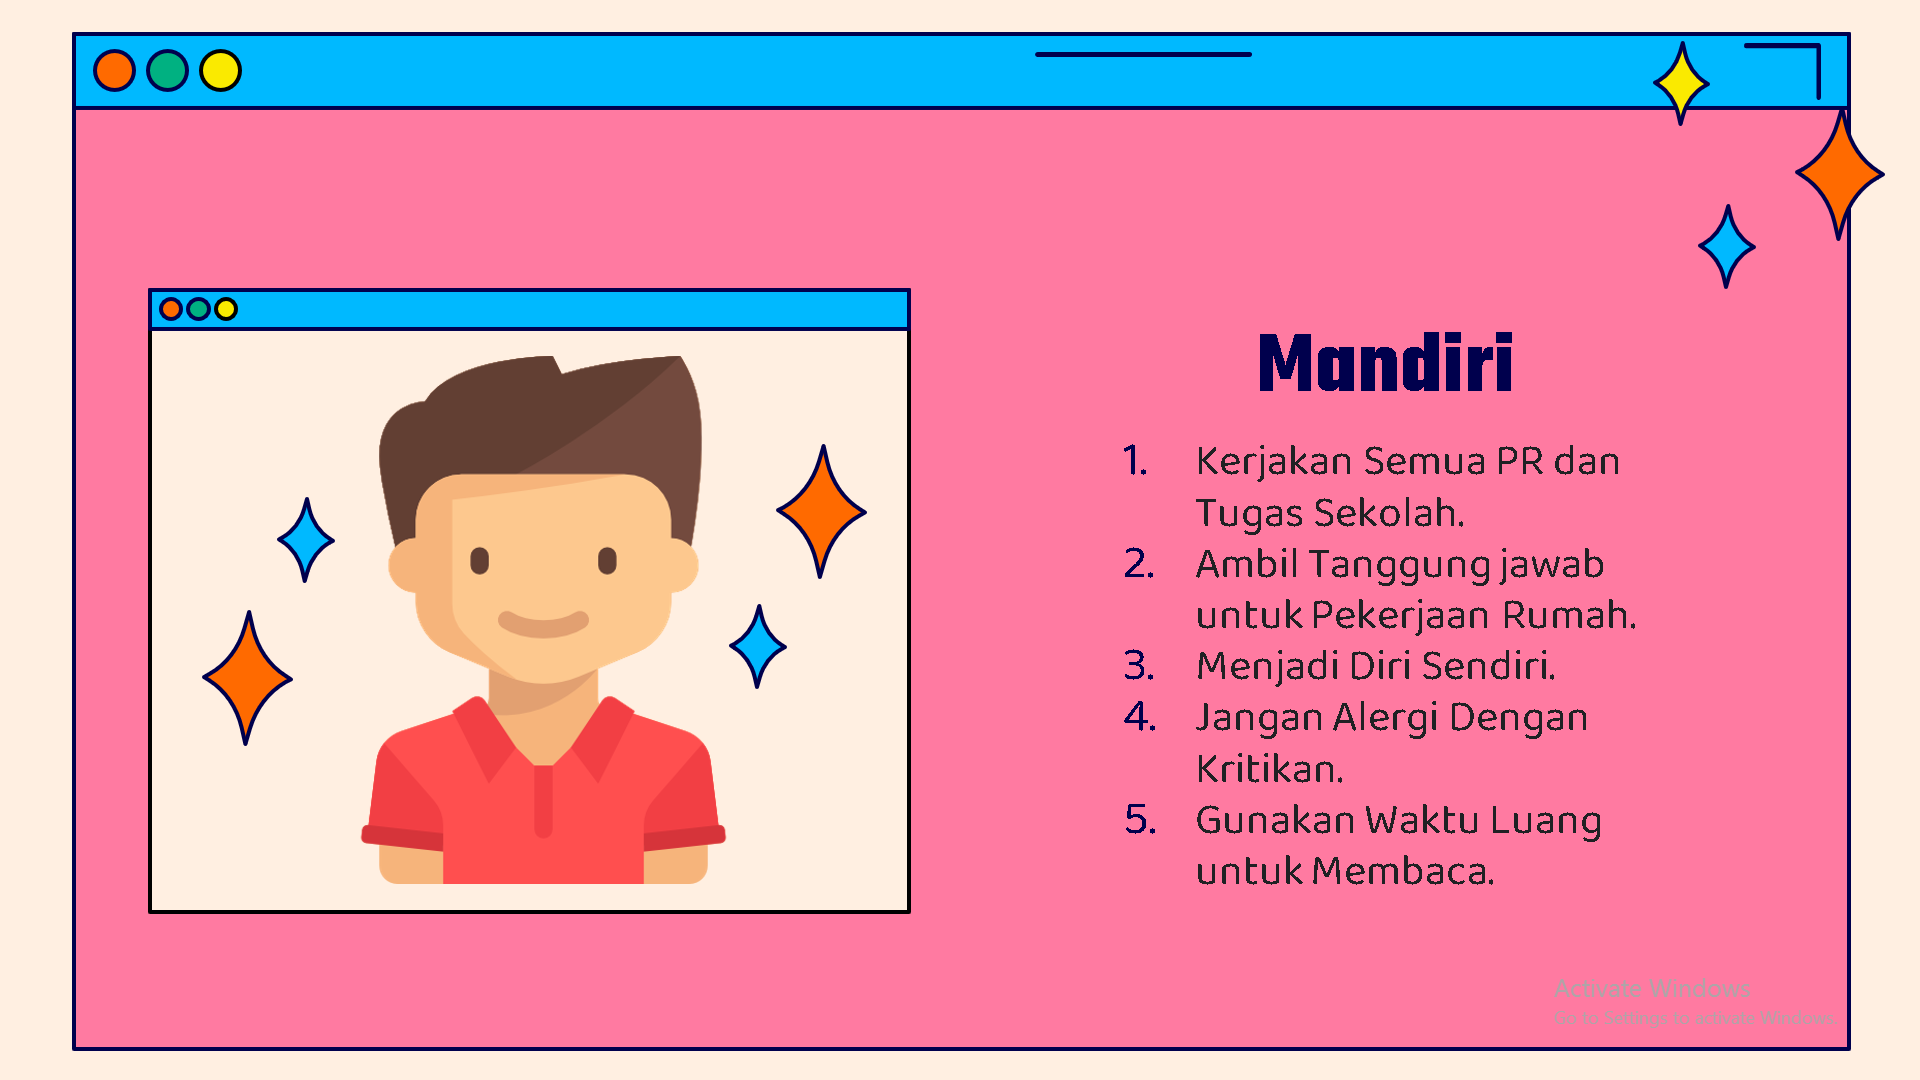 Mandiri
1. Kerjakan Semua PR dan
Tugas Sekolah.
2. Ambil Tanggung jawab
untuk Pekerjaan Rumah.
3. Menjadi Diri Sendiri.
4. Jangan Alergi Dengan
Kritikan.
5. Gunakan Waktu Luang
untuk Membaca.
Activate Windows
Go to Settings to activate Windows.